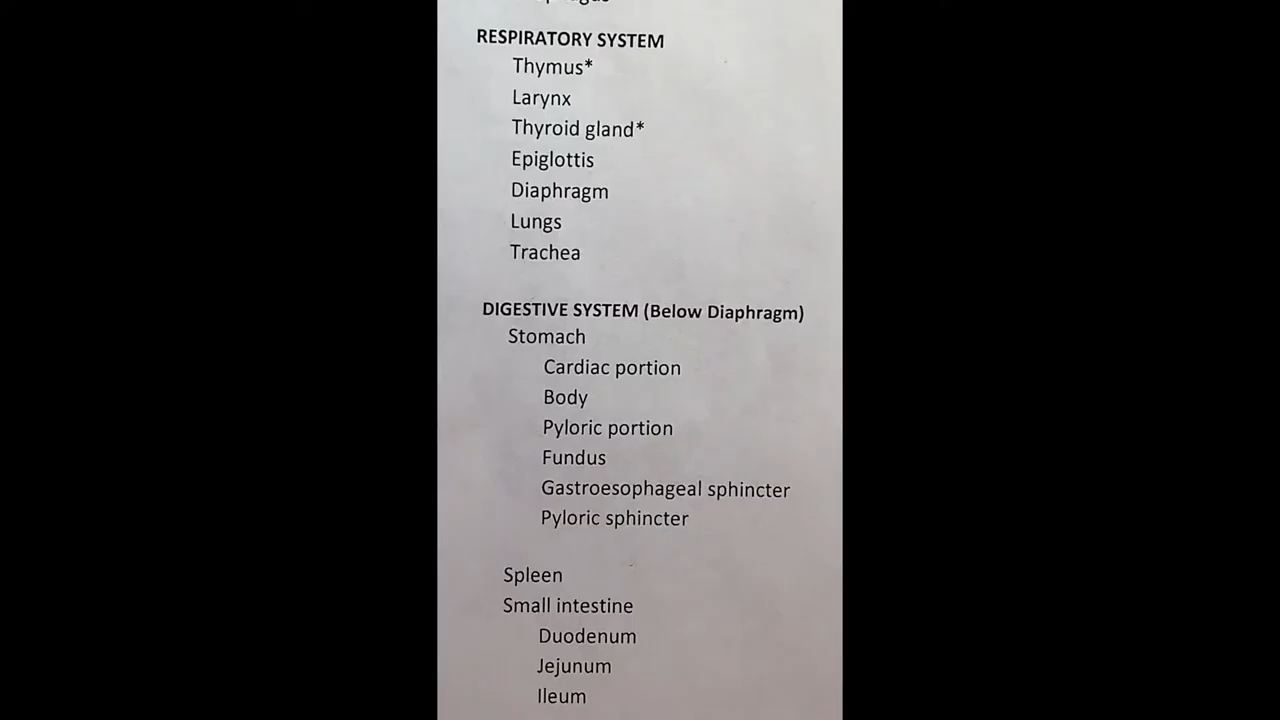 RESPIRATORY SYSTEM
Thymus*
Larynx
Thyroid gland*
Epiglottis
Diaphragm
Lungs
Trachea
DIGESTIVE SYSTEM (Below Diaphragm)
Stomach
Cardiac portion
Body
Pyloric portion
Fundus
Gastroesophageal sphincter
Pyloric sphincter
Spleen
Small intestine
Duodenum
Jejunum
Ileum